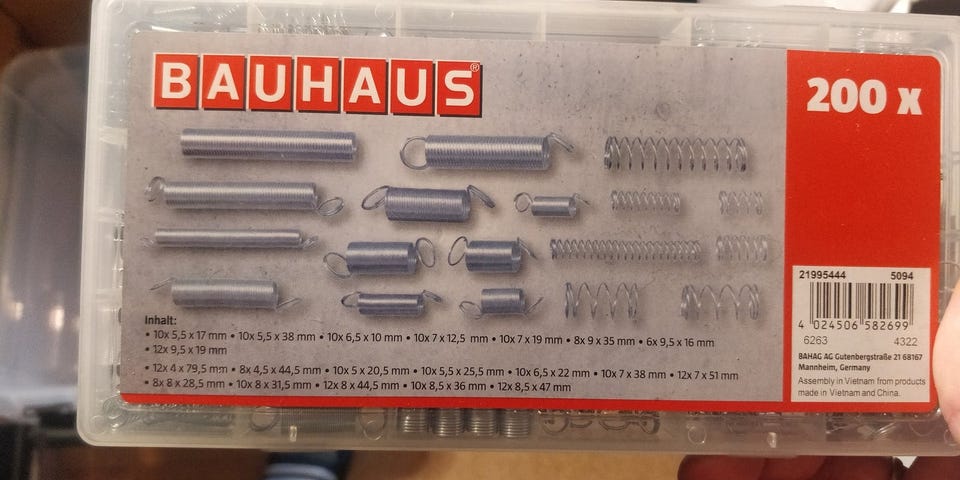 BAUHAUS®
200 x
Inhalt:
• 10x 5,5 x 17 mm • 10x 5,5 x 38 mm • 10x 6,5 x 10 mm • 10x 7 x 12,5 mm • 10x 7 x 19 mm • 8x 9 x 35 mm • 6x 9,5 x 16 mm
• 12x 9,5 x 19 mm
• 12x 4 x 79,5 mm • 8x 4,5 x 44,5 mm • 10x 5 x 20,5 mm • 10x 5,5 x 25,5 mm • 10x 6,5 x 22 mm • 10x 7 x 38 mm • 12x 7 x 51 mm
• 8x 8 x 28,5 mm • 10x 8 x 31,5 mm • 12x 8 x 44,5 mm • 10x 8,5 x 36 mm • 12x 8,5 x 47 mm
21995444 5094
4 024506 582699
6263 4322
BAHAG AG Gutenbergstraße 21 68167
Mannheim, Germany
Assembly in Vietnam from products
made in Vietnam and China.